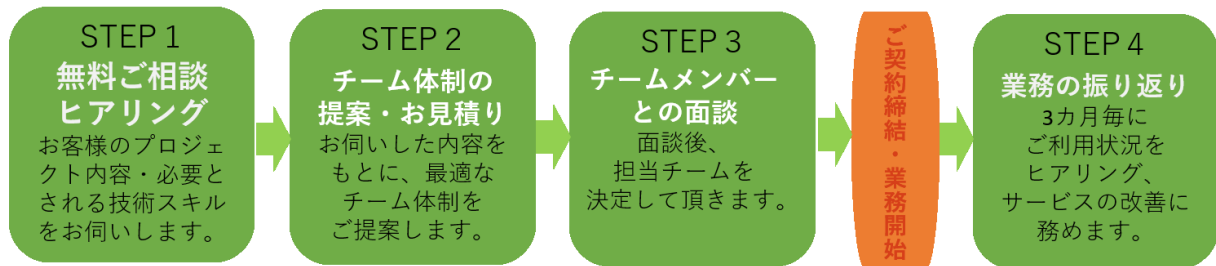 STEP 1
無料ご相談
ヒアリング
お客様のプロジェ
クト内容・必要と
される技術スキル
をお伺いします。
STEP 2
チーム体制の
提案・お見積り
お伺いした内容を
もとに、最適な
チーム体制を
ご提案します。
STEP 3
チームメンバー
との面談
面談後、
担当チームを
決定して頂きます。
ご契約締結・業務開始
STEP 4
業務の振り返り
3カ月毎に
ご利用状況を
ヒアリング、
サービスの改善に
務めます。